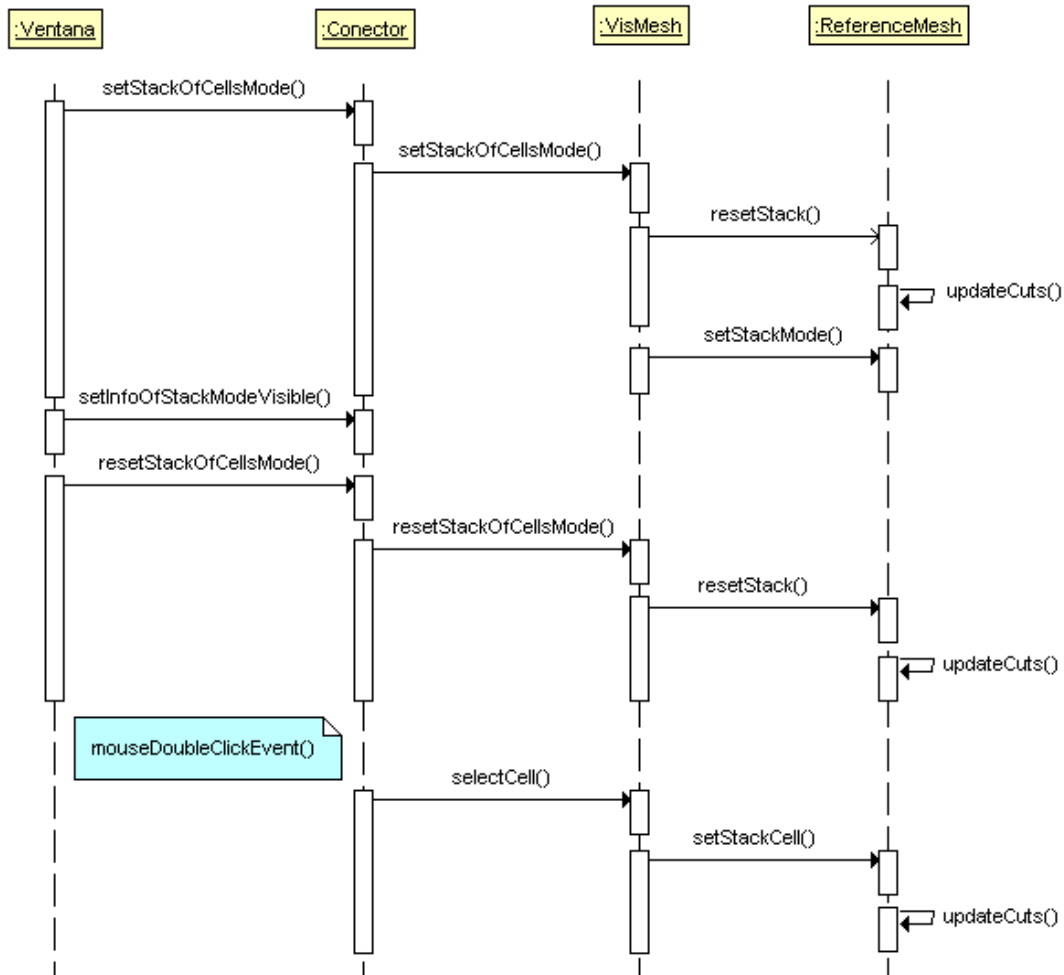 :Ventana
:Conector
:VisMesh
:ReferenceMesh
setStackOfCellsMode()
setStackOfCellsMode()
resetStack()
updateCuts()
setStackMode()
setInfoOfStackModeVisible()
resetStackOfCellsMode()
resetStackOfCellsMode()
resetStack()
updateCuts()
mouseDoubleClickEvent()
selectCell()
setStackCell()
updateCuts()